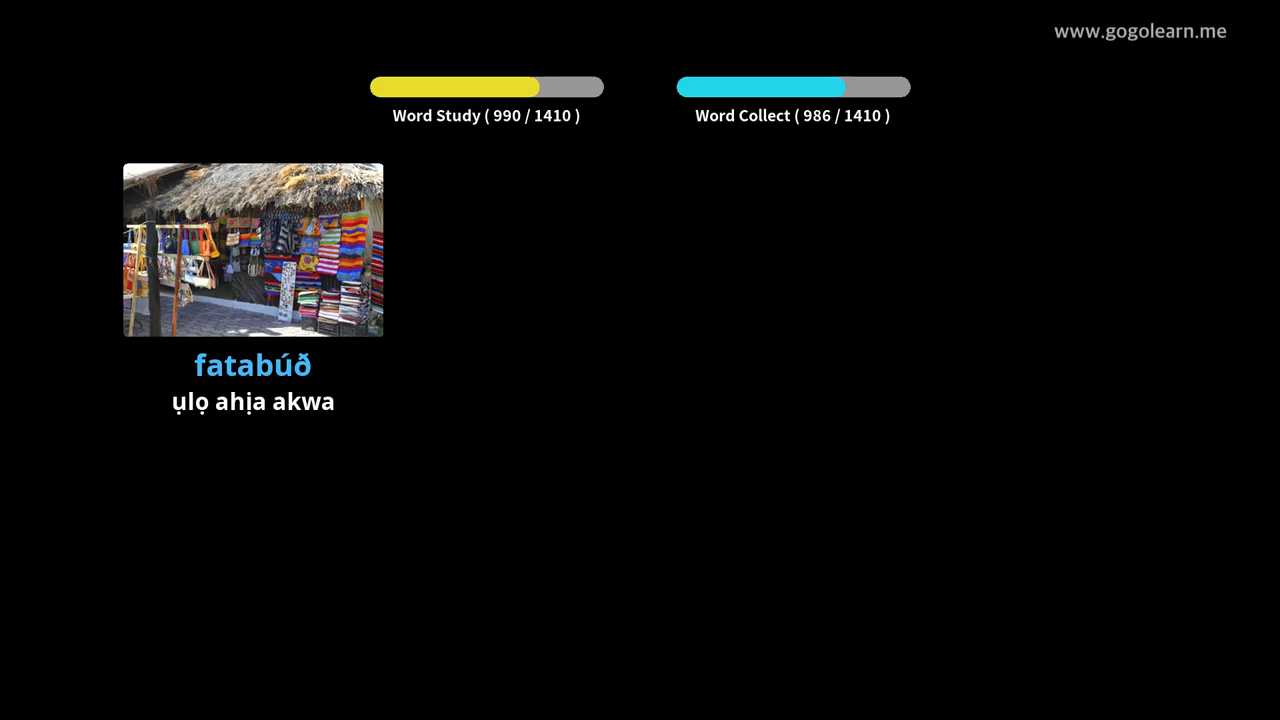 www.gogolearn.me
Word Study ( 990 / 1410 )
Word Collect ( 986 / 1410 )
fatabúð
ụlọ ahịa akwa